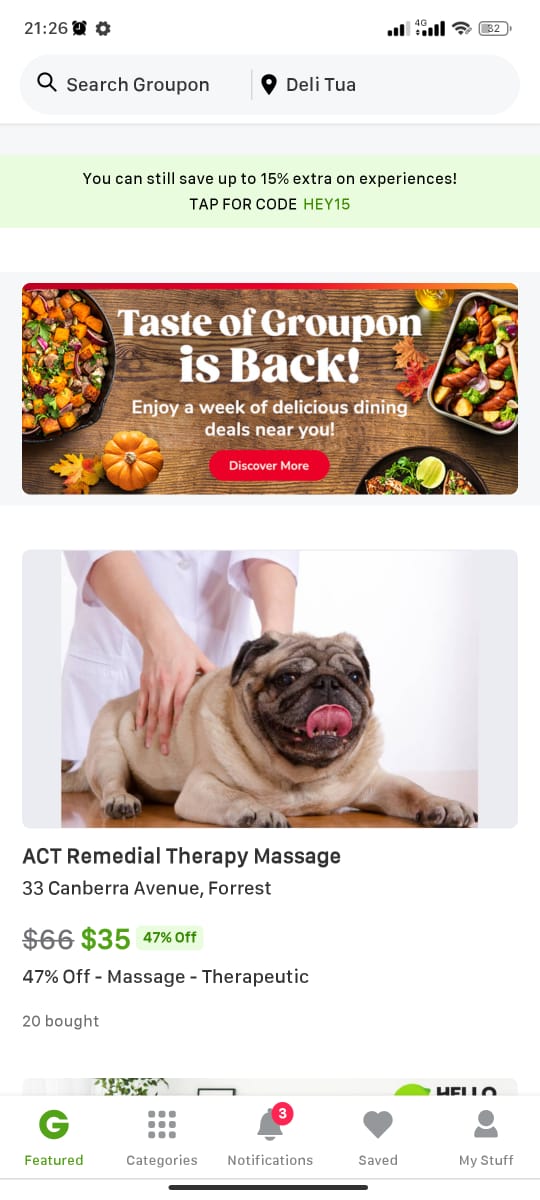 21:26
4G
82
Search Groupon
Deli Tua
You can still save up to 15% extra on experiences!
TAP FOR CODE HEY15
Taste of Groupon
is Back!
Enjoy a week of delicious dining
deals near you!
Discover More
ACT Remedial Therapy Massage
33 Canberra Avenue, Forrest
$66 $35 47% Off
47% Off - Massage - Therapeutic
20 bought
HELLO
G
3
Featured
Categories
Notifications
Saved
My Stuff